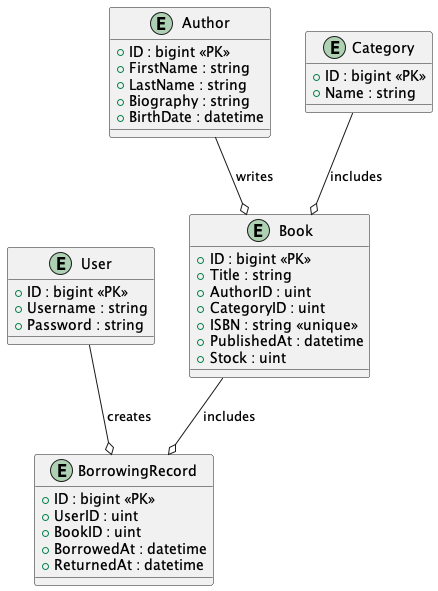 E Author
ID : bigint «PK»
FirstName : string
LastName : string
Biography : string
BirthDate : datetime
E Category
ID : bigint «PK»
Name : string
writes
includes
E Book
ID : bigint «PK»
Title : string
AuthorID : uint
CategoryID : uint
ISBN : string «unique»
PublishedAt : datetime
Stock : uint
E User
ID : bigint «PK»
Username : string
Password : string
creates
includes
E BorrowingRecord
ID : bigint «PK»
UserID : uint
BookID : uint
BorrowedAt : datetime
ReturnedAt : datetime